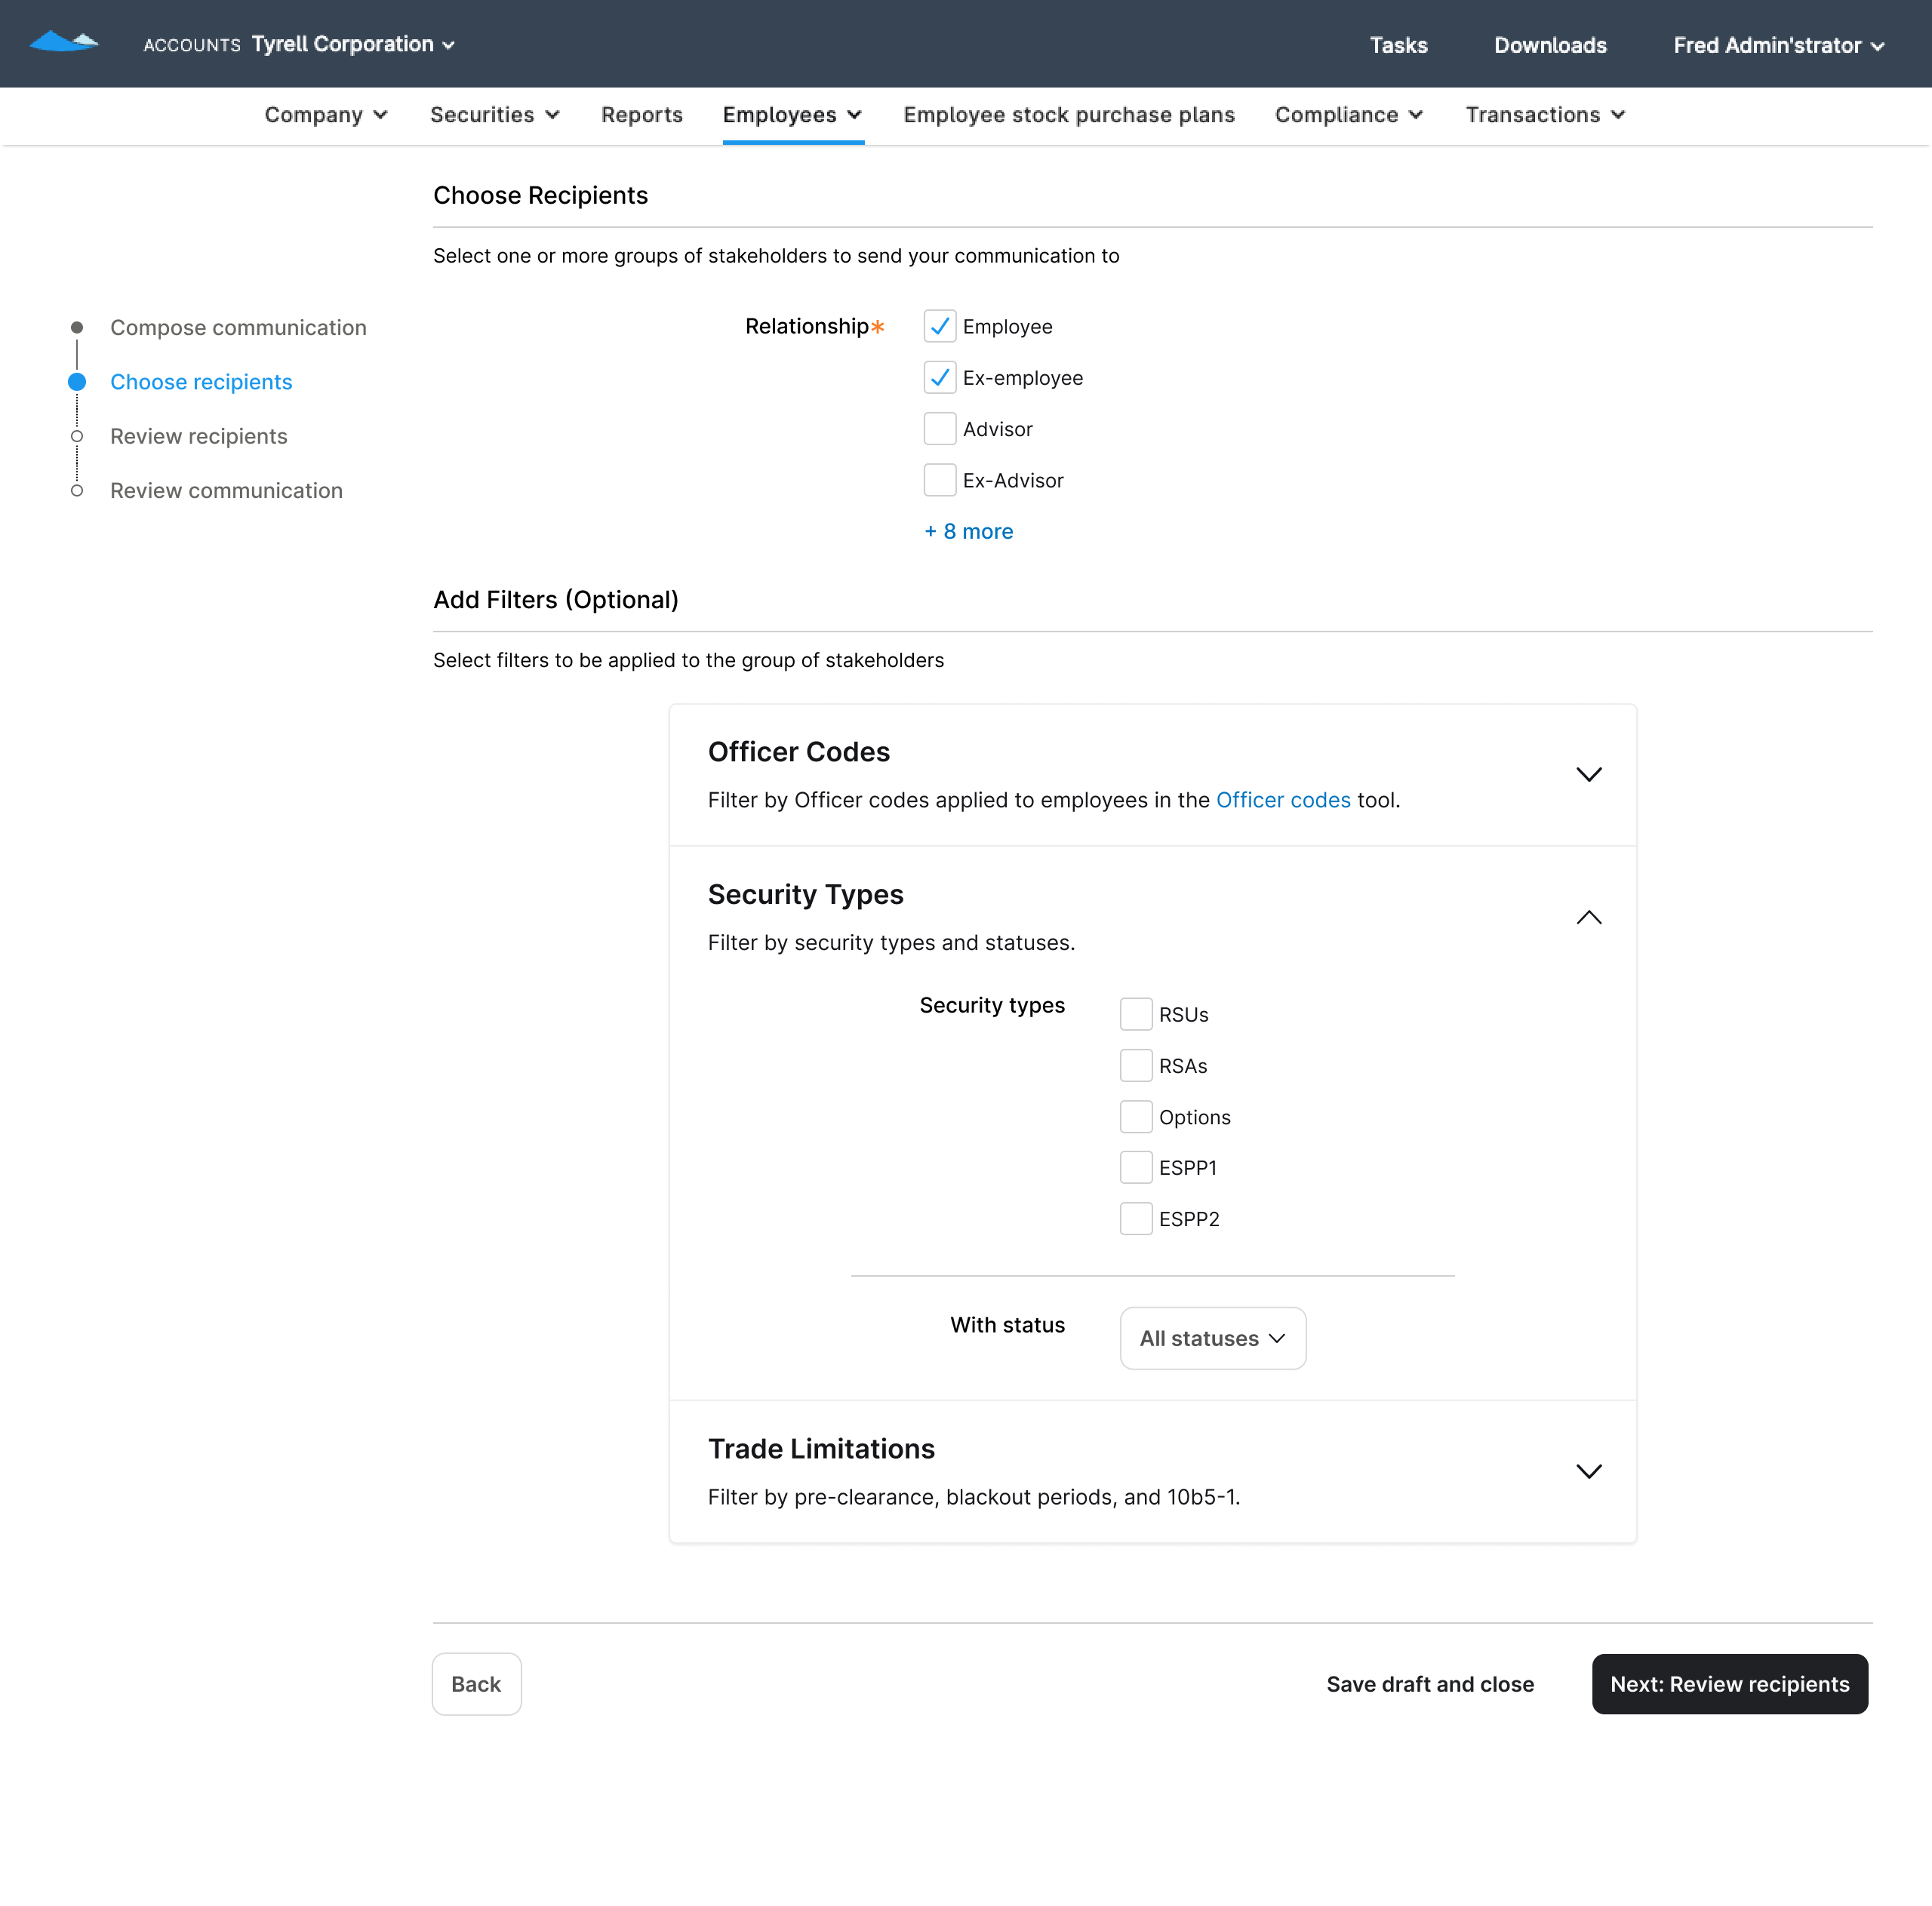 ACCOUNTS Tyrell Corporation
Tasks
Downloads
Fred Admin'strator
Company
Securities
Reports
Employees
Employee stock purchase plans
Compliance
Transactions
Choose Recipients
Select one or more groups of stakeholders to send your communication to
Compose communication
Choose recipients
Review recipients
Review communication
Relationship*
Employee
Ex-employee
Advisor
Ex-Advisor
+ 8 more
Add Filters (Optional)
Select filters to be applied to the group of stakeholders
Officer Codes
Filter by Officer codes applied to employees in the Officer codes tool.
Security Types
Filter by security types and statuses.
Security types
RSUs
RSAs
Options
ESPP1
ESPP2
With status
All statuses
Trade Limitations
Filter by pre-clearance, blackout periods, and 10b5-1.
Back
Save draft and close
Next: Review recipients